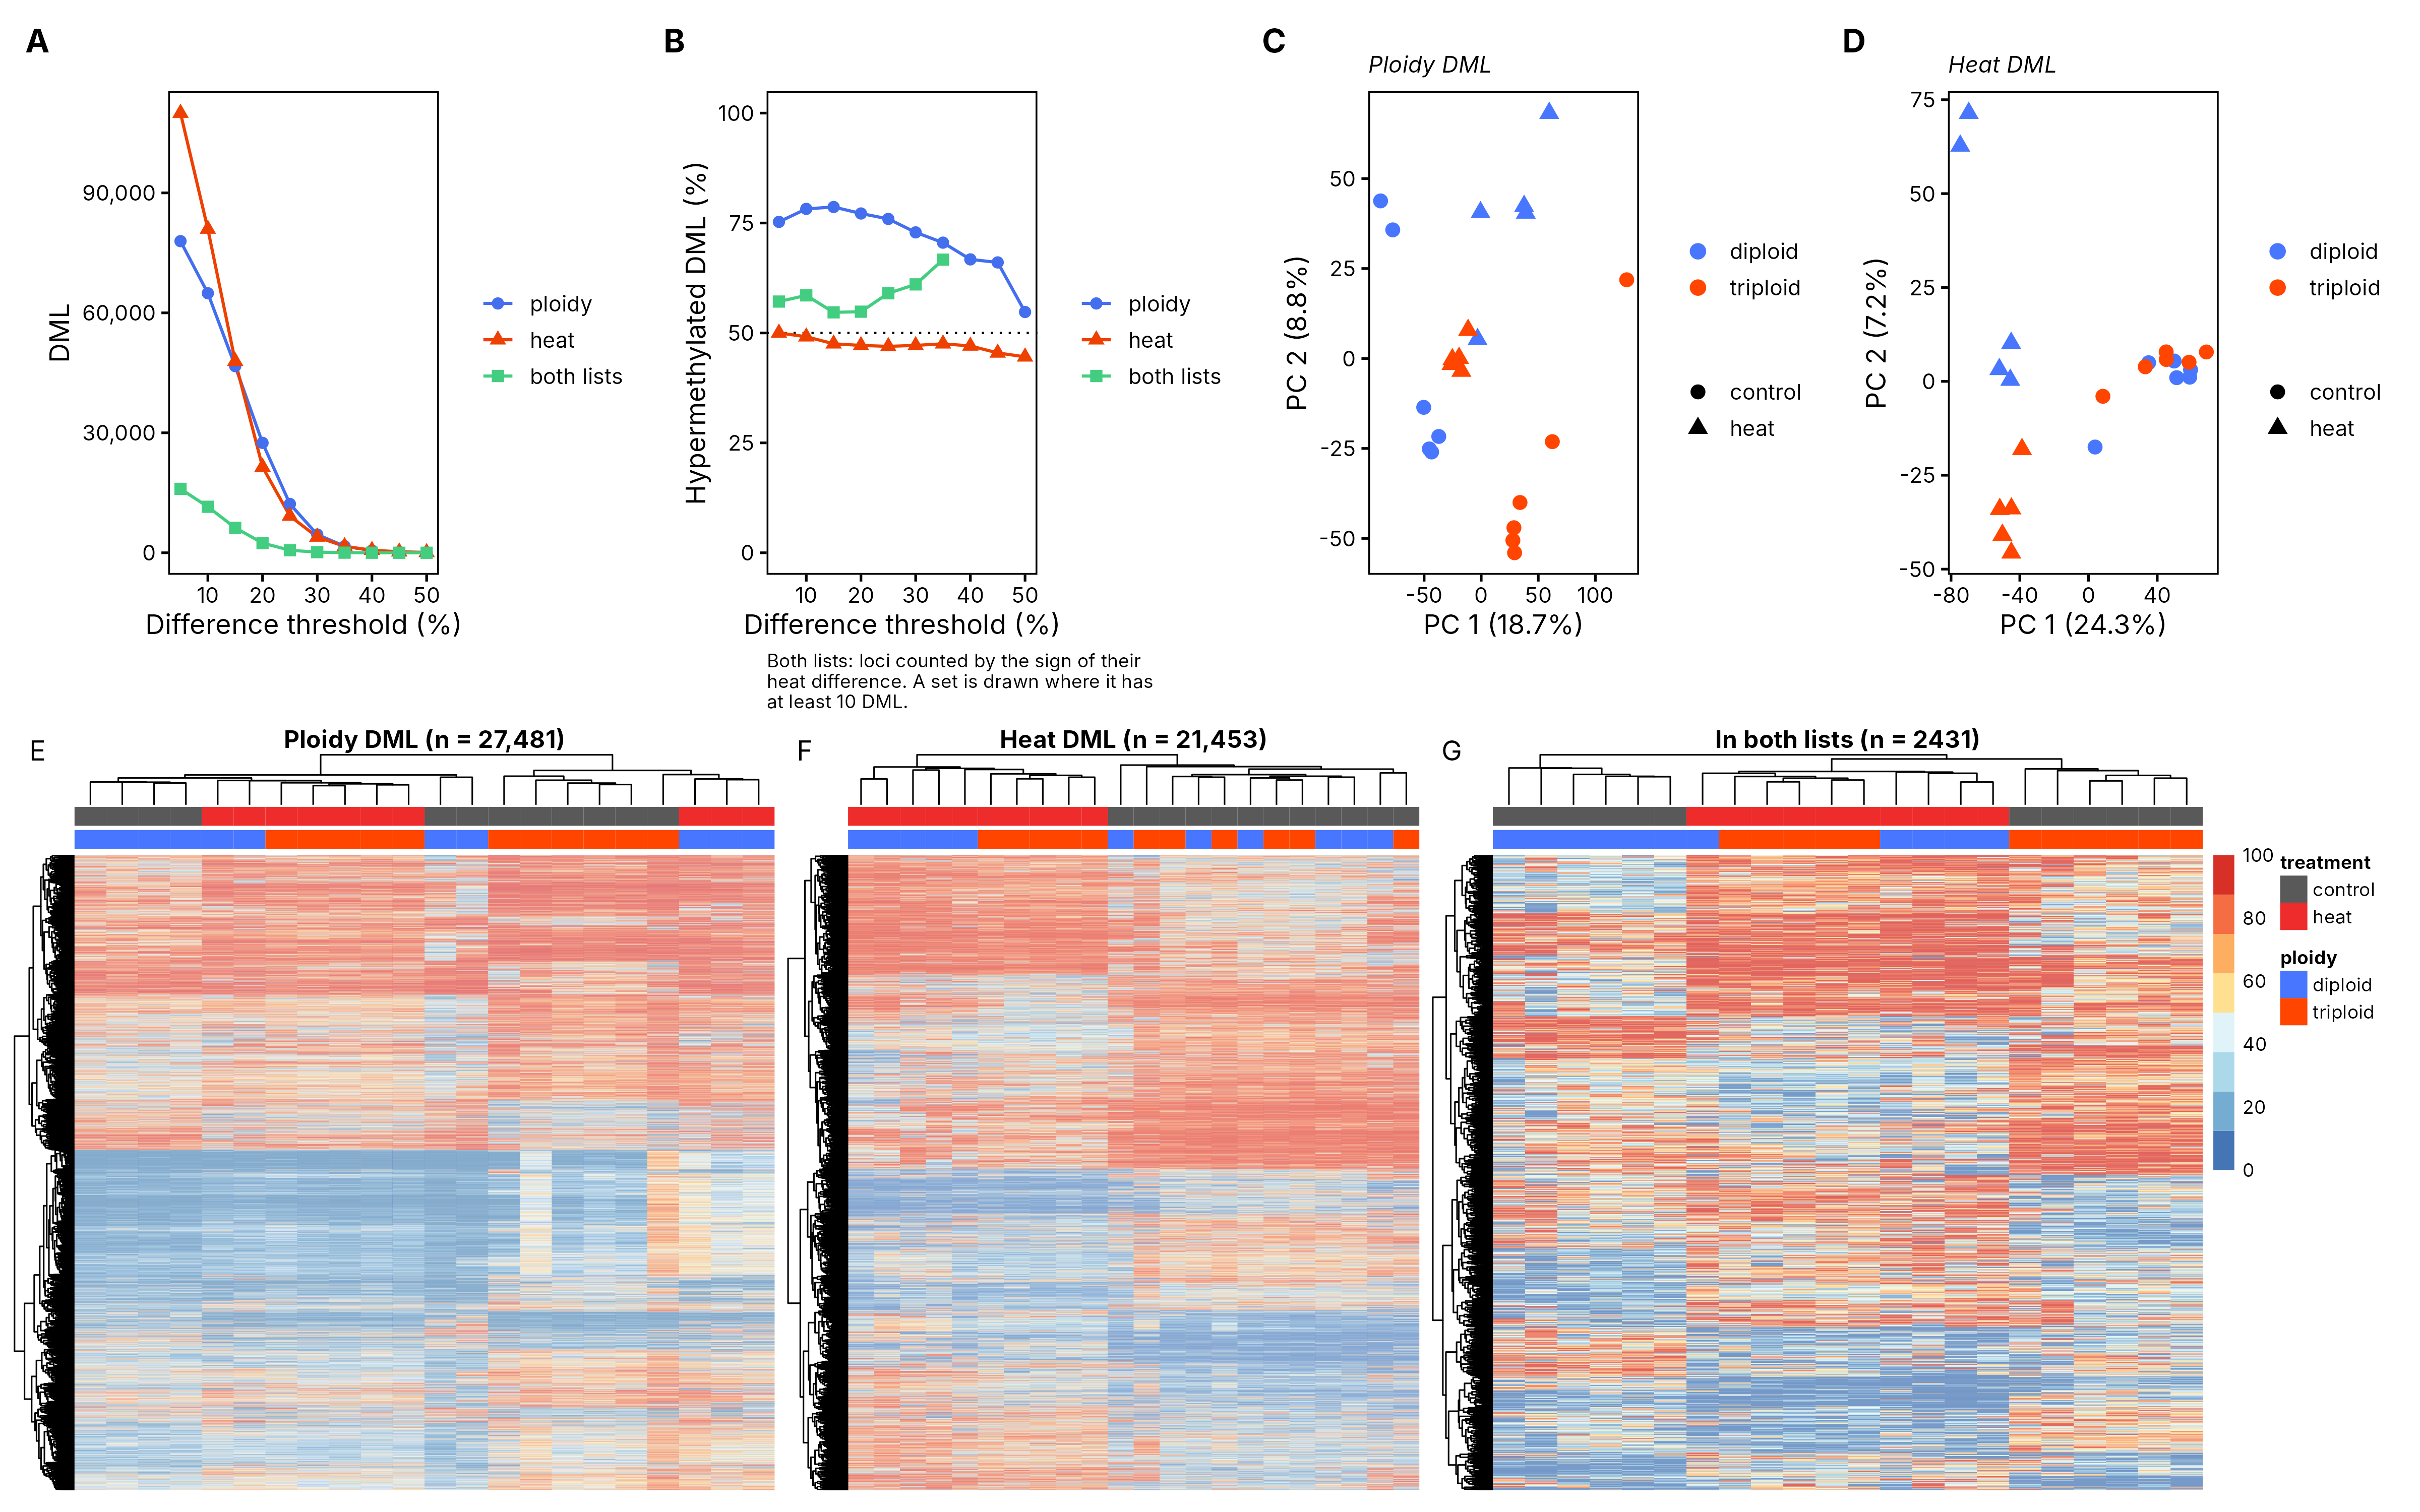 A
B
C
D
Ploidy DML
Heat DML
DML
90,000
60,000
30,000
0
10 20 30 40 50
Difference threshold (%)
ploidy
heat
both lists
Hypermethylated DML (%)
100
75
50
25
0
10 20 30 40 50
Difference threshold (%)
ploidy
heat
both lists
Both lists: loci counted by the sign of their
heat difference. A set is drawn where it has
at least 10 DML.
PC 2 (8.8%)
50
25
0
-25
-50
-50 0 50 100
PC 1 (18.7%)
diploid
triploid
control
heat
PC 2 (7.2%)
75
50
25
0
-25
-50
-80 -40 0 40
PC 1 (24.3%)
diploid
triploid
control
heat
E
Ploidy DML (n = 27,481)
F
Heat DML (n = 21,453)
G
In both lists (n = 2431)
100
80
60
40
20
0
treatment
control
heat
ploidy
diploid
triploid